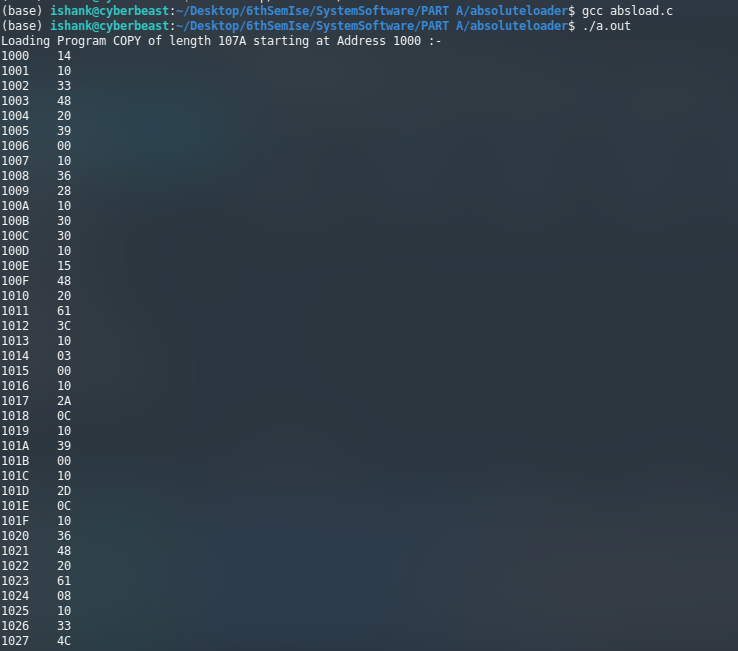 (base) ishank@cyberbeast:~/Desktop/6thSemIse/SystemSoftware/PART A/absoluteloader$ gcc absload.c
(base) ishank@cyberbeast:~/Desktop/6thSemIse/SystemSoftware/PART A/absoluteloader$ ./a.out
Loading Program COPY of length 107A starting at Address 1000 :-
1000 14
1001 10
1002 33
1003 48
1004 20
1005 39
1006 00
1007 10
1008 36
1009 28
100A 10
100B 30
100C 30
100D 10
100E 15
100F 48
1010 20
1011 61
1012 3C
1013 10
1014 03
1015 00
1016 10
1017 2A
1018 0C
1019 10
101A 39
101B 00
101C 10
101D 2D
101E 0C
101F 10
1020 36
1021 48
1022 20
1023 61
1024 08
1025 10
1026 33
1027 4C